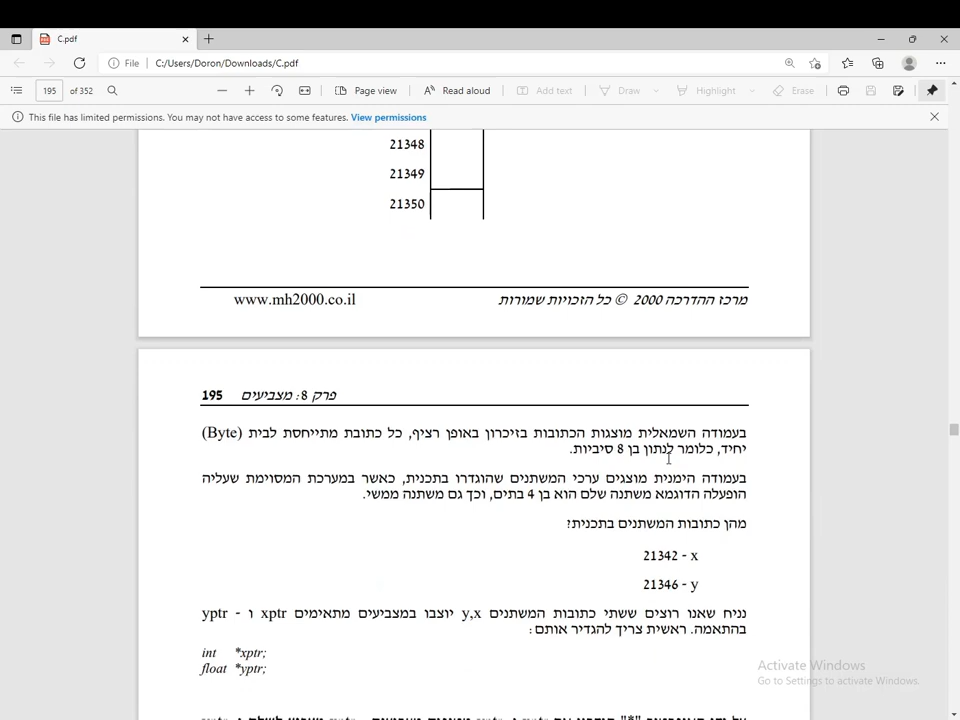 C.pdf
File
C:/Users/Doron/Downloads/C.pdf
195 of 352
Page view
Read aloud
Add text
Draw
Highlight
Erase
This file has limited permissions. You may not have access to some features. View permissions
21348
21349
21350
מרכז ההדרכה 2000 © כל הזכויות שמורות
www.mh2000.co.il
פרק 8: מצביעים 195
בעמודה השמאלית מוצגות הכתובות בזיכרון באופן רציף, כל כתובת מתייחסת לבית (Byte)
יחיד, כלומר לנתון בן 8 סיביות.
בעמודה הימנית מוצגים ערכי המשתנים שהוגדרו בתכנית, כאשר במערכת המסוימת שעליה
הופעלה הדוגמא משתנה שלם הוא בן 4 בתים, וכך גם משתנה ממשי.
מהן כתובות המשתנים בתכנית?
x - 21342
y - 21346
נניח שאנו רוצים ששתי כתובות המשתנים y,x יוצבו במצביעים מתאימים xptr ו - yptr
בהתאמה. ראשית צריך להגדיר אותם:
int *xptr;
float *yptr;
Activate Windows
Go to Settings to activate Windows.